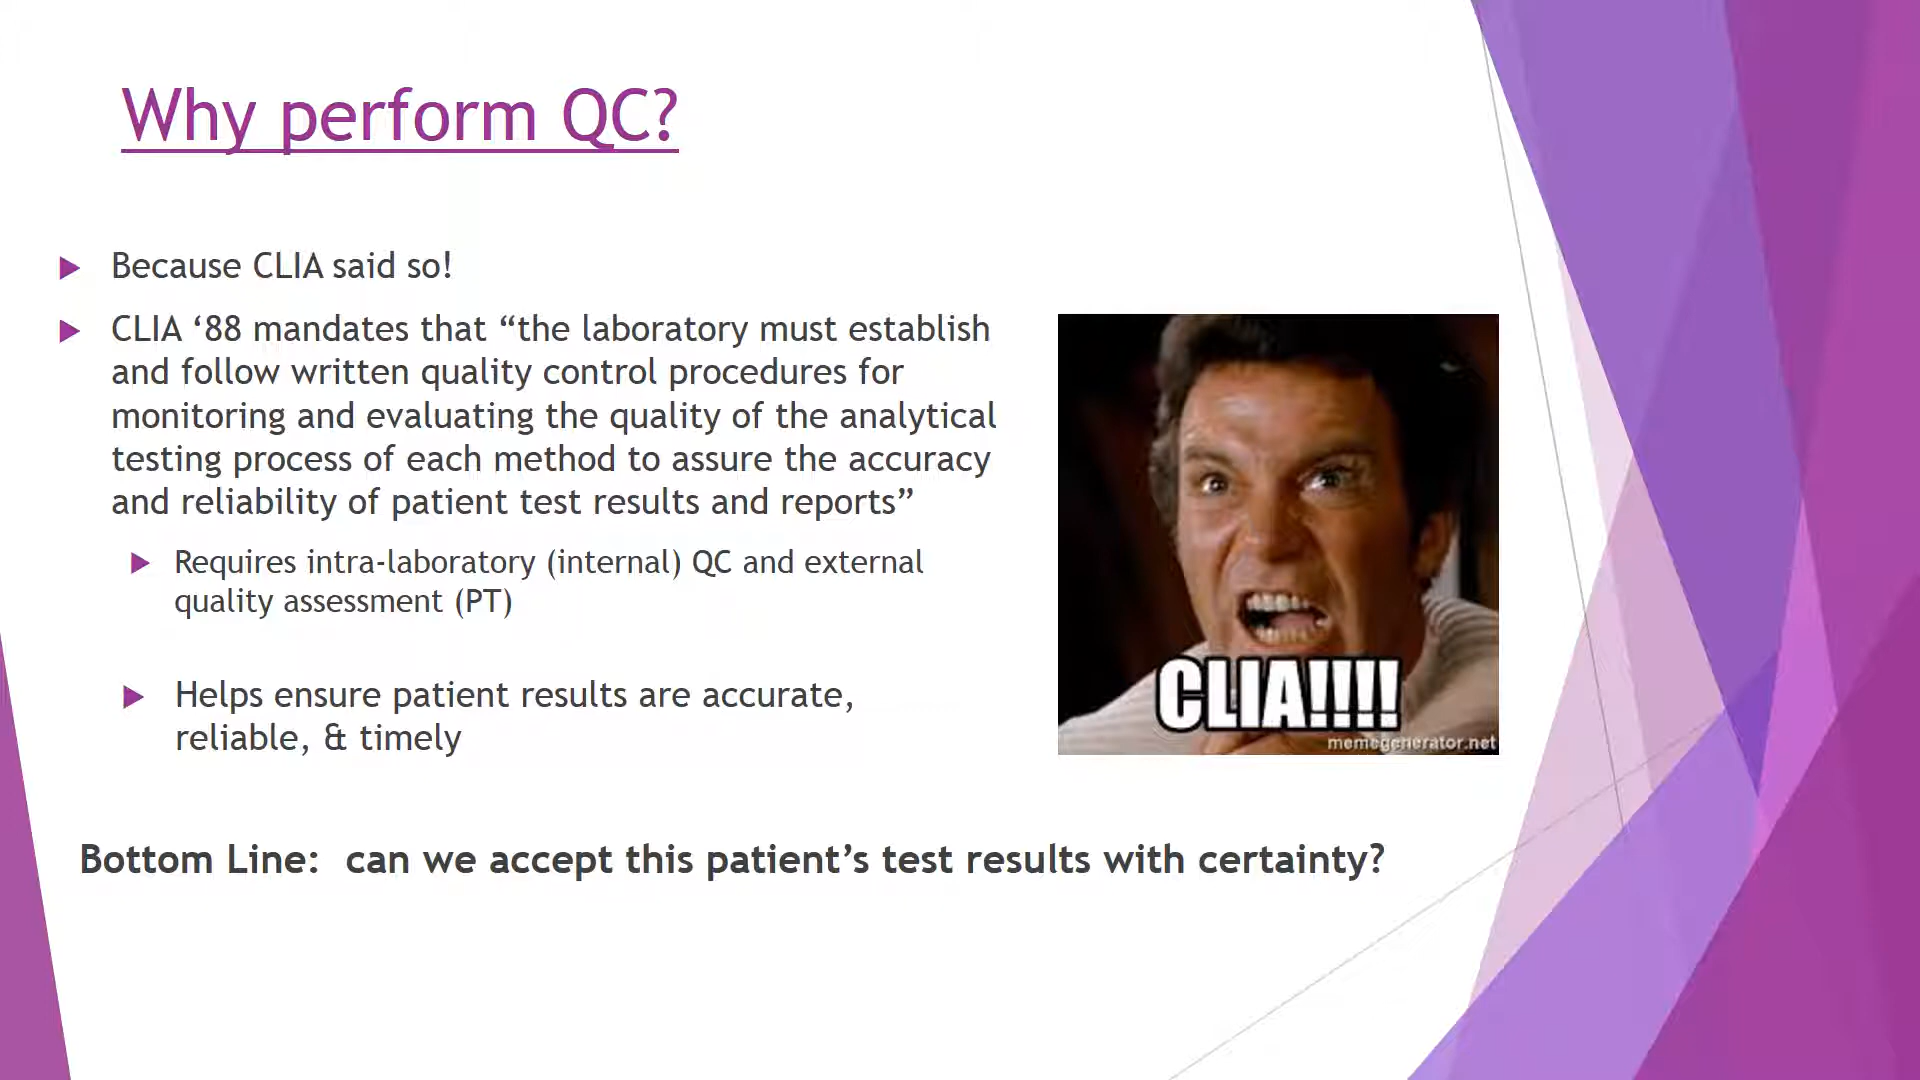 Why perform QC?
Because CLIA said so!
CLIA ‘88 mandates that “the laboratory must establish
and follow written quality control procedures for
monitoring and evaluating the quality of the analytical
testing process of each method to assure the accuracy
and reliability of patient test results and reports”
Requires intra-laboratory (internal) QC and external
quality assessment (PT)
Helps ensure patient results are accurate,
reliable, & timely
CLIA!!!!
memegenerator.net
Bottom Line:  can we accept this patient’s test results with certainty?